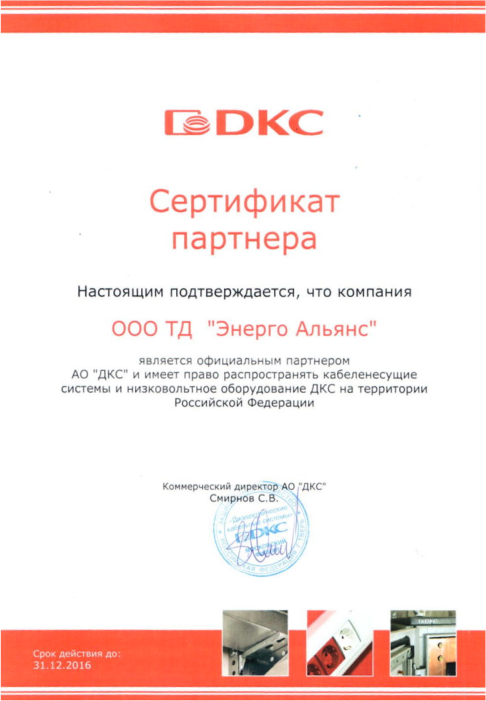 DKC
Сертификат
партнера
Настоящим подтверждается, что компания
ООО ТД "Энерго Альянс"
является официальным партнером
АО "ДКС" и имеет право распространять кабеленесущие
системы и низковольтное оборудование ДКС на территории
Российской Федерации
Коммерческий директор АО "ДКС"
Смирнов С.В.
DKC
Срок действия до:
31.12.2016